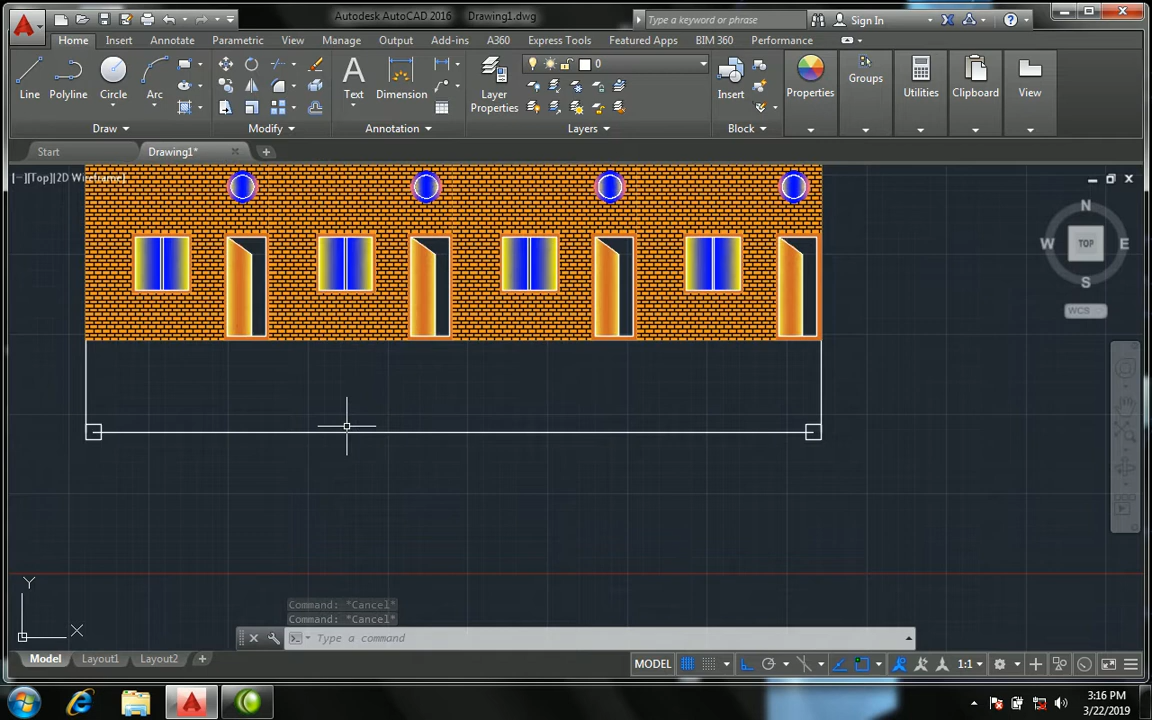 Autodesk AutoCAD 2016 Drawing1.dwg
Type a keyword or phrase
Sign In
Home Insert Annotate Parametric View Manage Output Add-ins A360 Express Tools Featured Apps BIM 360 Performance
Line Polyline Circle Arc Text Dimension Layer Properties 0 Insert Properties Groups Utilities Clipboard View
Draw Modify Annotation Layers Block
Start Drawing1*
[−][Top][2D Wireframe]
N
W TOP E
S
WCS
Y
X
Command: *Cancel*
Command: *Cancel*
Type a command
Model Layout1 Layout2
MODEL 1:1
3:16 PM
3/22/2019